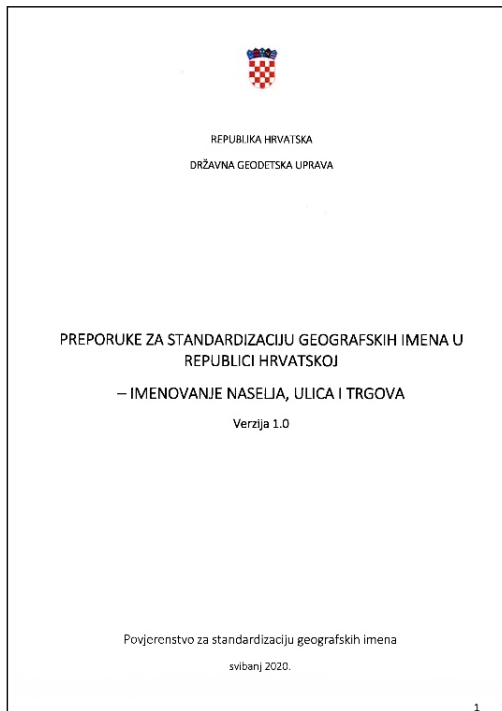 REPUBLIKA HRVATSKA
DRŽAVNA GEODETSKA UPRAVA
PREPORUKE ZA STANDARDIZACIJU GEOGRAFSKIH IMENA U
REPUBLICI HRVATSKOJ
– IMENOVANJE NASELJA, ULICA I TRGOVA
Verzija 1.0
Povjerenstvo za standardizaciju geografskih imena
svibanj 2020.
1